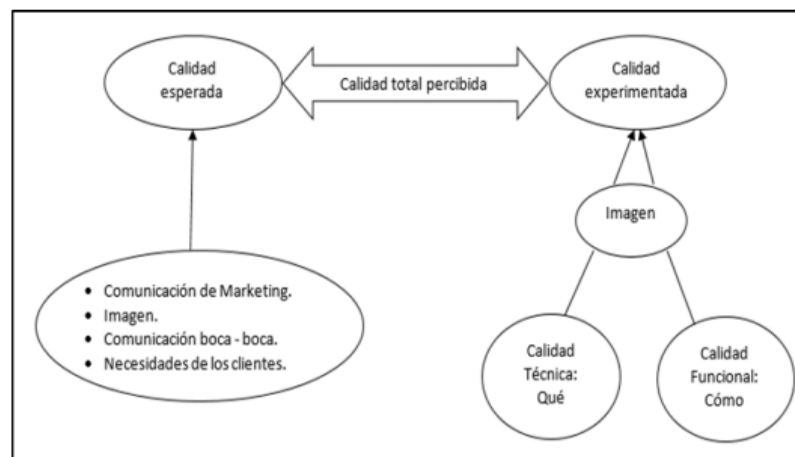 Calidad
esperada
Calidad total percibida
Calidad
experimentada
Imagen
• Comunicación de Marketing.
• Imagen.
• Comunicación boca - boca.
• Necesidades de los clientes.
Calidad
Técnica:
Qué
Calidad
Funcional:
Cómo